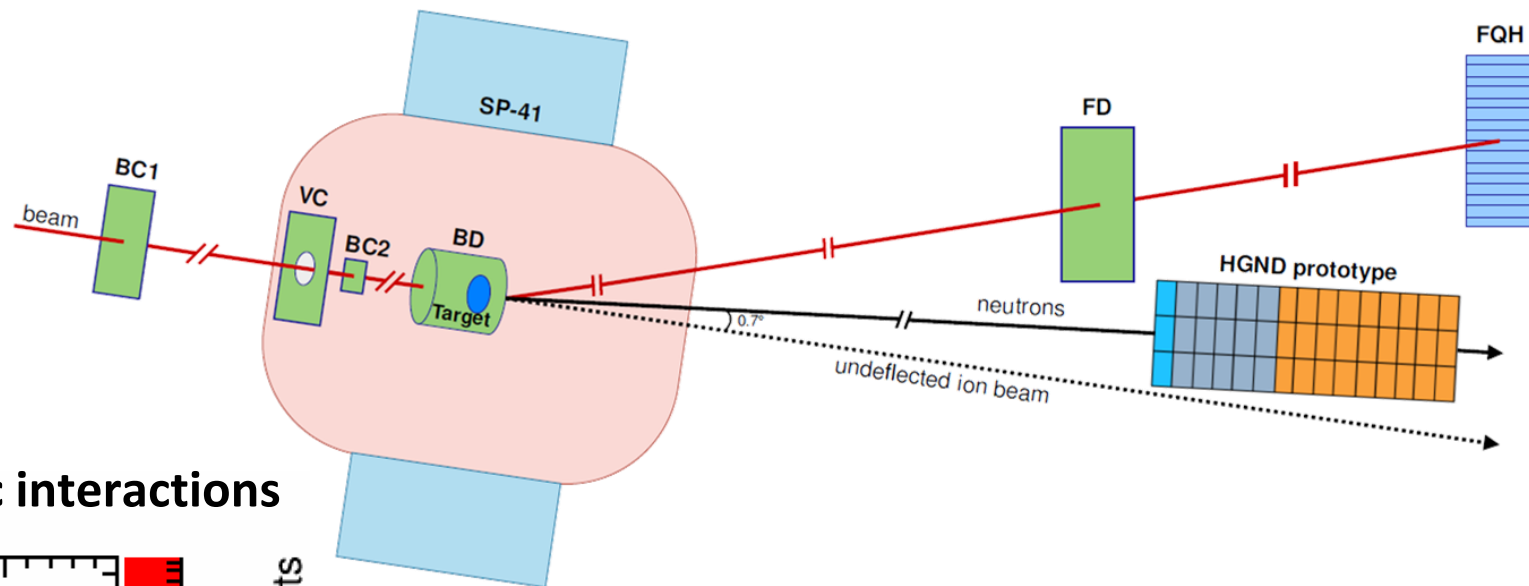 FQH
SP-41
FD
BC1
VC
beam
BC2
BD
Target
HGND prototype
neutrons
0.7°
undeflected ion beam
interactions
ts